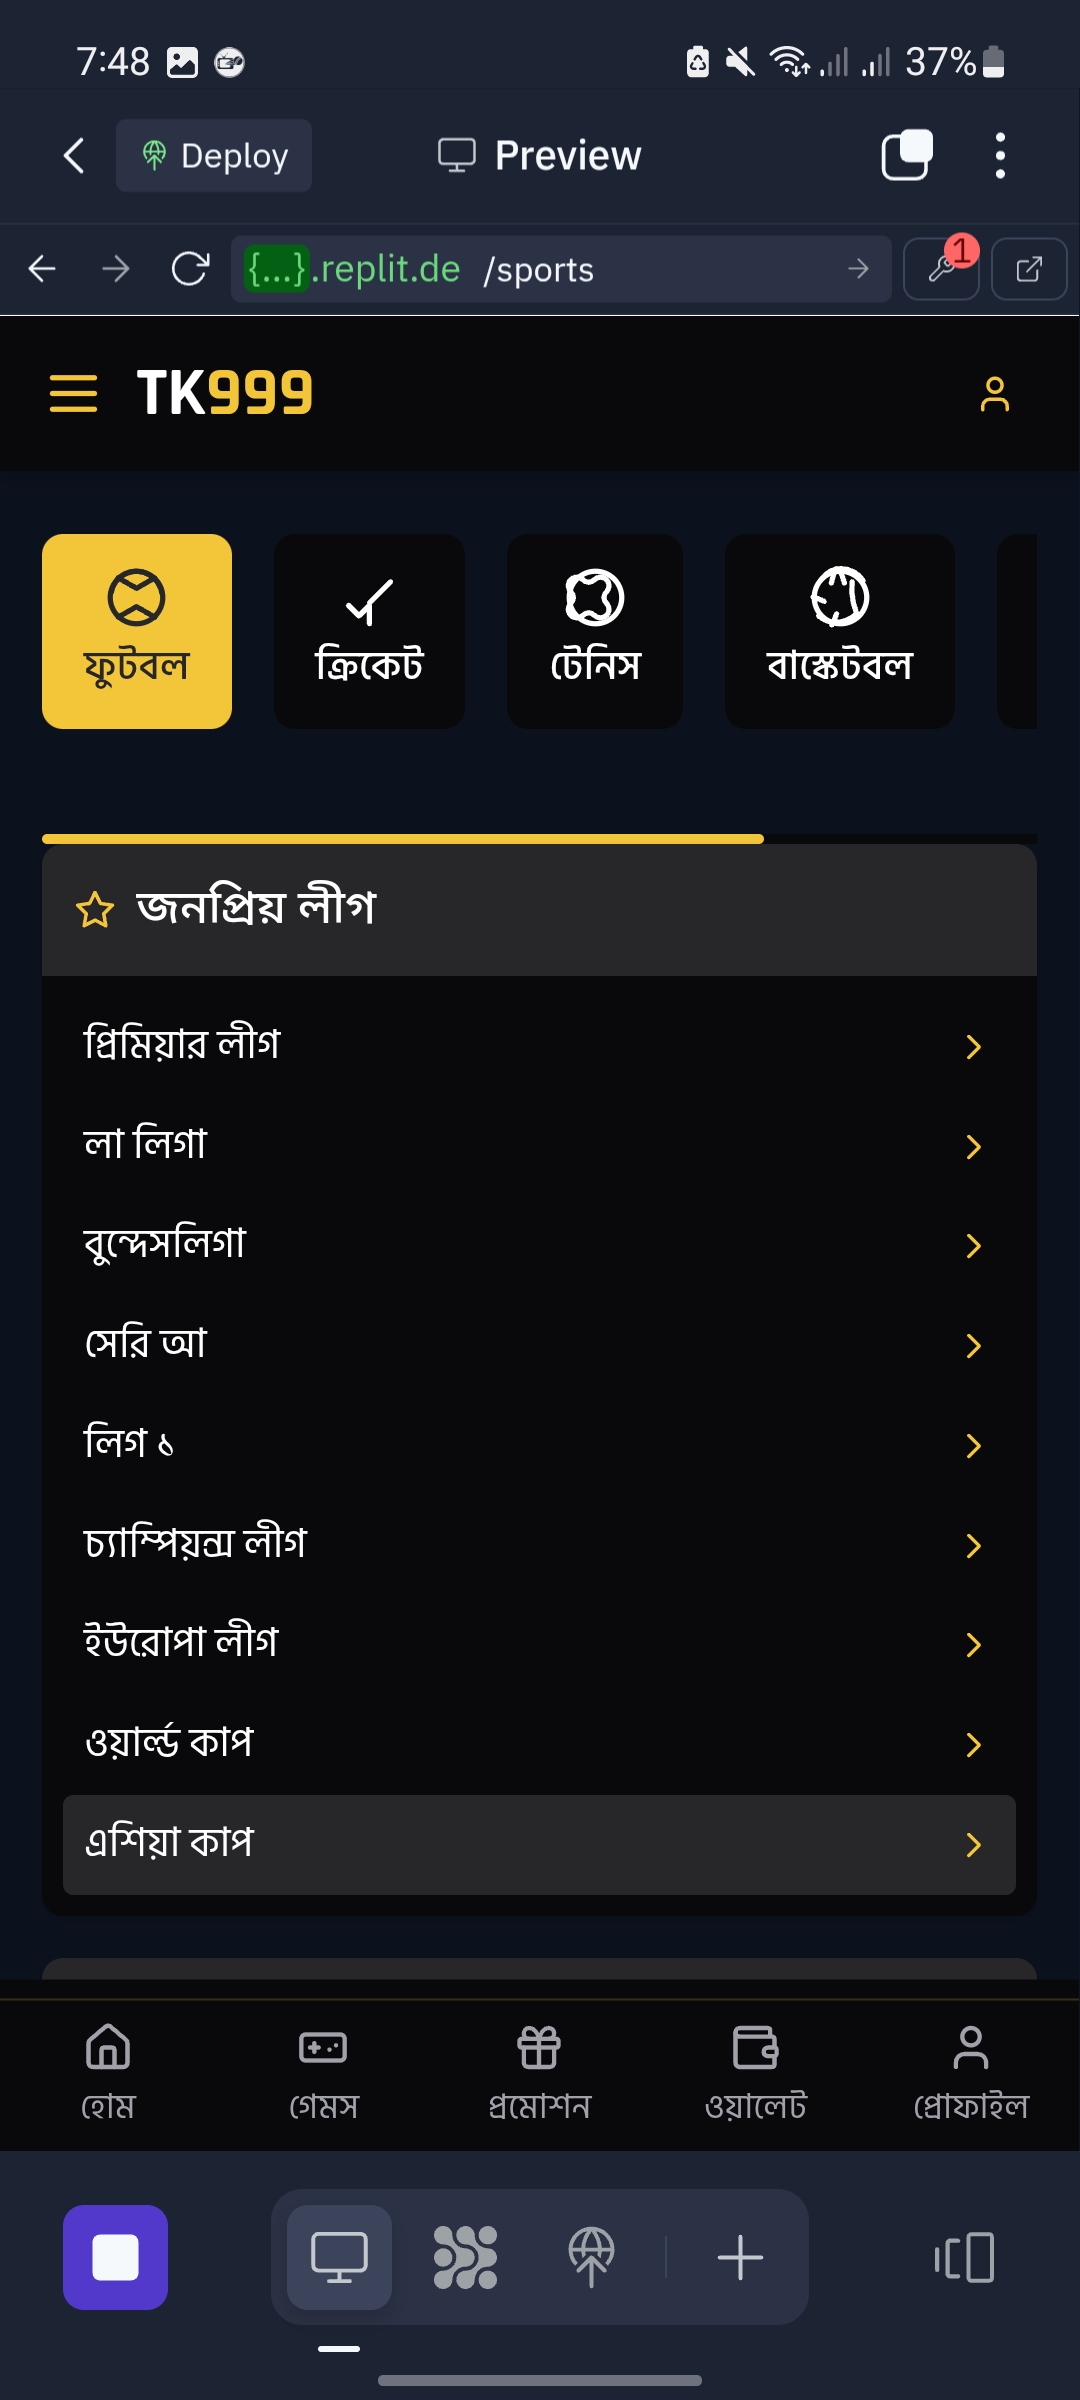 7:48
37%
Deploy
Preview
{...}.replit.de /sports
1
TK999
ফুটবল
ক্রিকেট
টেনিস
বাস্কেটবল
জনপ্রিয় লীগ
প্রিমিয়ার লীগ
লা লিগা
বুন্দেসলিগা
সেরি আ
লিগ ১
চ্যাম্পিয়ন্স লীগ
ইউরোপা লীগ
ওয়ার্ল্ড কাপ
এশিয়া কাপ
হোম
গেমস
প্রমোশন
ওয়ালেট
প্রোফাইল